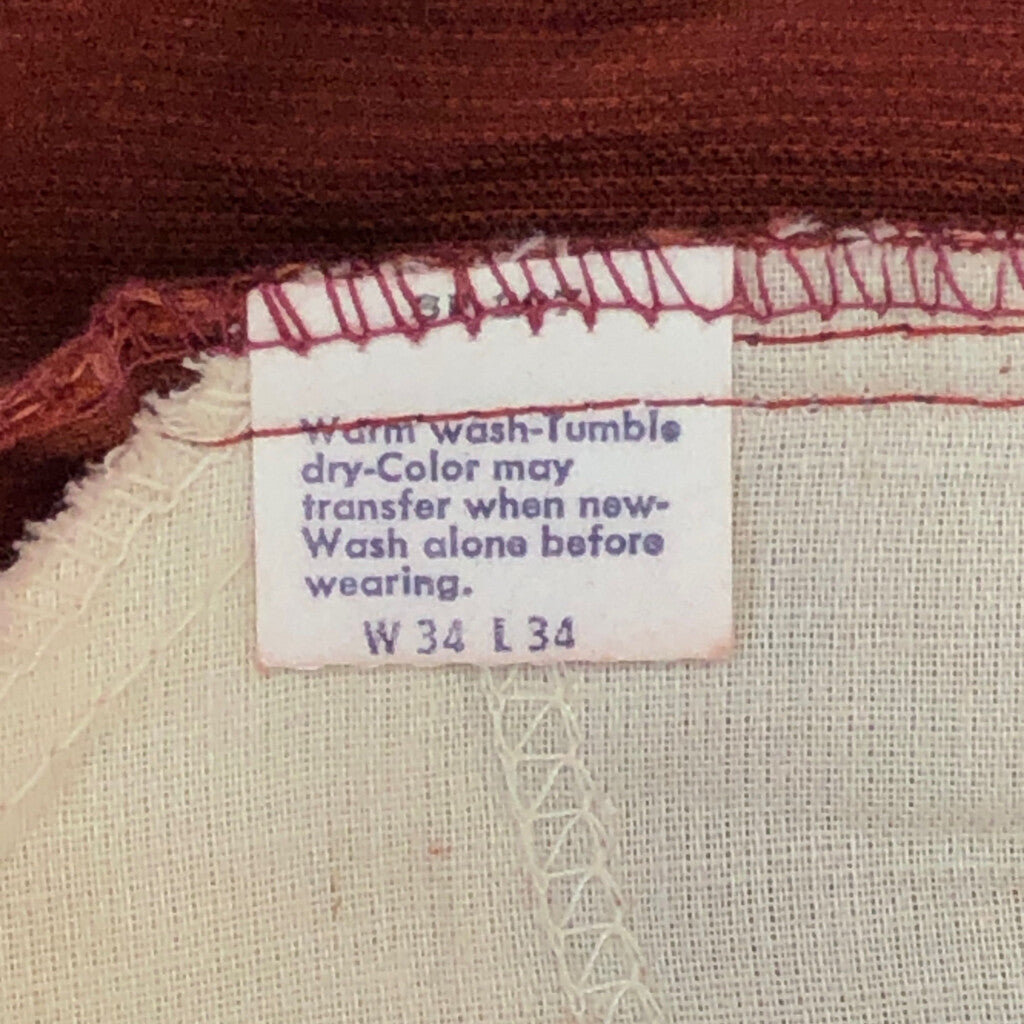 Warm wash-Tumble
dry-Color may
transfer when new-
Wash alone before
wearing.
W 34 L 34